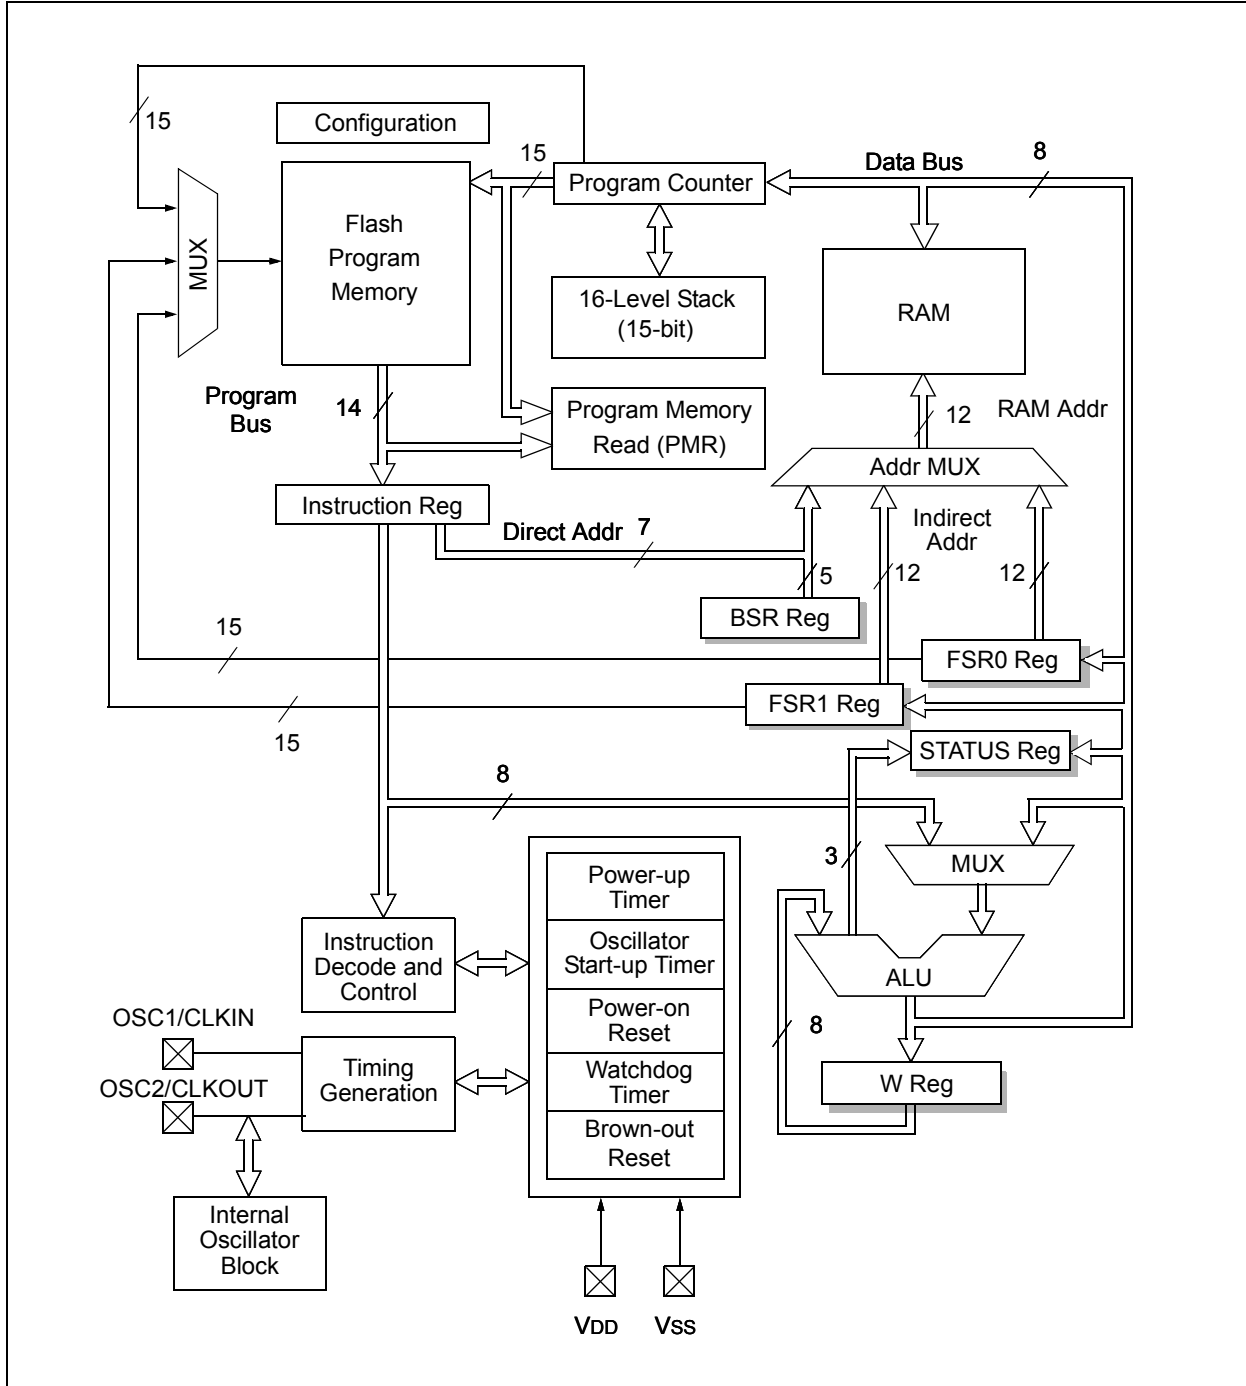 15
Configuration
15
Program Counter
Data Bus
8
MUX
Flash
Program
Memory
16-Level Stack
(15-bit)
RAM
Program
Bus
14
Program Memory
Read (PMR)
12
RAM Addr
Addr MUX
Instruction Reg
Direct Addr
7
Indirect
Addr
5
12
12
BSR Reg
15
FSR0 Reg
FSR1 Reg
15
STATUS Reg
8
3
MUX
Power-up
Timer
Instruction
Decode and
Control
Oscillator
Start-up Timer
ALU
OSC1/CLKIN
Power-on
Reset
8
Timing
Generation
OSC2/CLKOUT
Watchdog
Timer
W Reg
Brown-out
Reset
Internal
Oscillator
Block
VDD
VSS